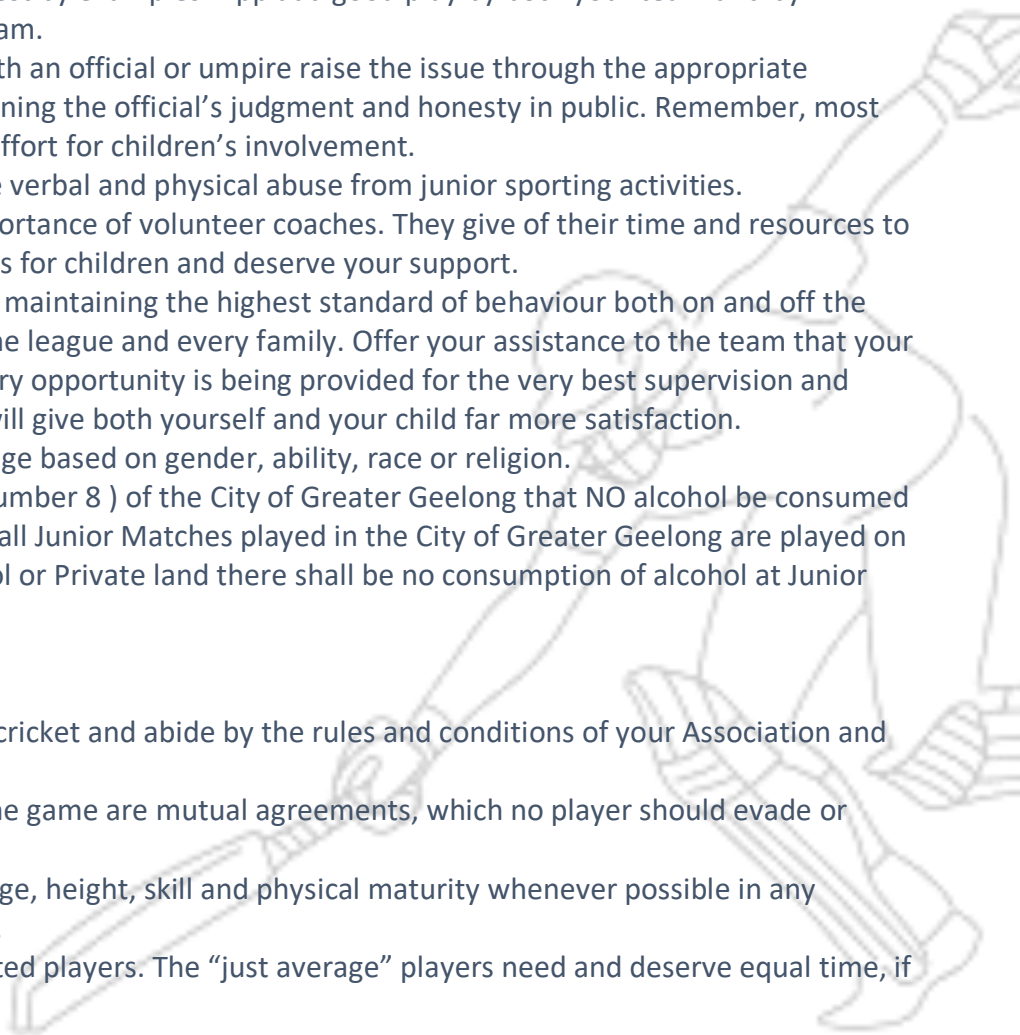 am.
th an official or umpire raise the issue through the appropriate
ning the official’s judgment and honesty in public. Remember, most
ffort for children’s involvement.
e verbal and physical abuse from junior sporting activities.
ortance of volunteer coaches. They give of their time and resources to
s for children and deserve your support.
maintaining the highest standard of behaviour both on and off the
ne league and every family. Offer your assistance to the team that your
ry opportunity is being provided for the very best supervision and
will give both yourself and your child far more satisfaction.
ge based on gender, ability, race or religion.
umber 8 ) of the City of Greater Geelong that NO alcohol be consumed
all Junior Matches played in the City of Greater Geelong are played on
ol or Private land there shall be no consumption of alcohol at Junior
cricket and abide by the rules and conditions of your Association and
ne game are mutual agreements, which no player should evade or
ge, height, skill and physical maturity whenever possible in any
ted players. The “just average” players need and deserve equal time, if